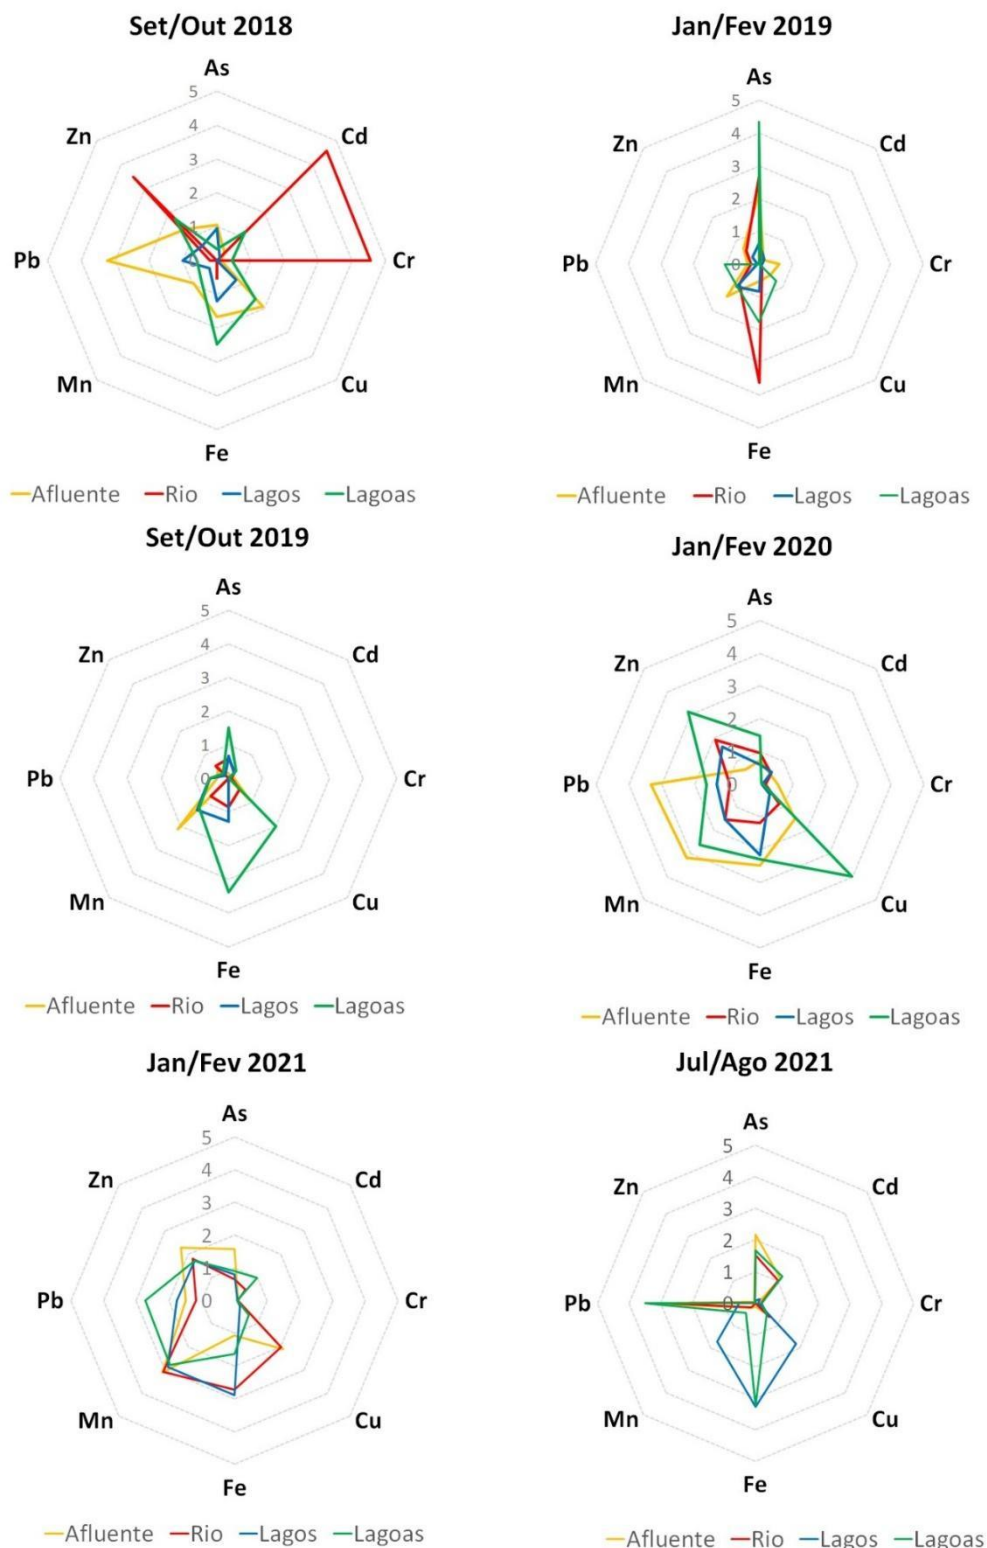 Set/Out 2018
As
5
4
3
2
1
0
Cd
Cr
Cu
Fe
Mn
Pb
Zn
Afluente Rio Lagos Lagoas
Jan/Fev 2019
As
5
4
3
2
1
0
Cd
Cr
Cu
Fe
Mn
Pb
Zn
Afluente Rio Lagos Lagoas
Set/Out 2019
As
5
4
3
2
1
0
Cd
Cr
Cu
Fe
Mn
Pb
Zn
Afluente Rio Lagos Lagoas
Jan/Fev 2020
As
5
4
3
2
1
0
Cd
Cr
Cu
Fe
Mn
Pb
Zn
Afluente Rio Lagos Lagoas
Jan/Fev 2021
As
5
4
3
2
1
0
Cd
Cr
Cu
Fe
Mn
Pb
Zn
Afluente Rio Lagos Lagoas
Jul/Ago 2021
As
5
4
3
2
1
0
Cd
Cr
Cu
Fe
Mn
Pb
Zn
Afluente Rio Lagos Lagoas